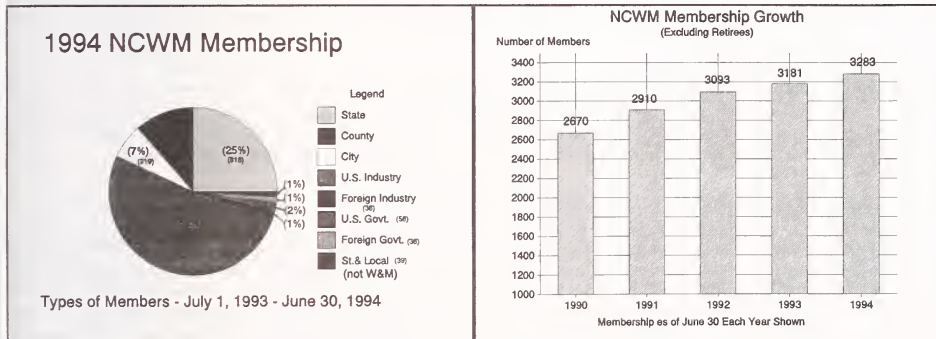 1994 NCWM Membership
Legend
State
County
City
U.S. Industry
Foreign Industry
(36)
U.S. Govt. (56)
Foreign Govt. (36)
St.& Local (39)
(not W&M)
(7%)
(219)
(25%)
(1%)
(1%)
(2%)
(1%)
Types of Members - July 1, 1993 - June 30, 1994
NCWM Membership Growth
(Excluding Retirees)
Number of Members
3400
3200
3000
2800
2600
2400
2200
2000
1800
1600
1400
1200
1000
2670
2910
3093
3181
3283
1990
1991
1992
1993
1994
Membership es of June 30 Each Year Shown